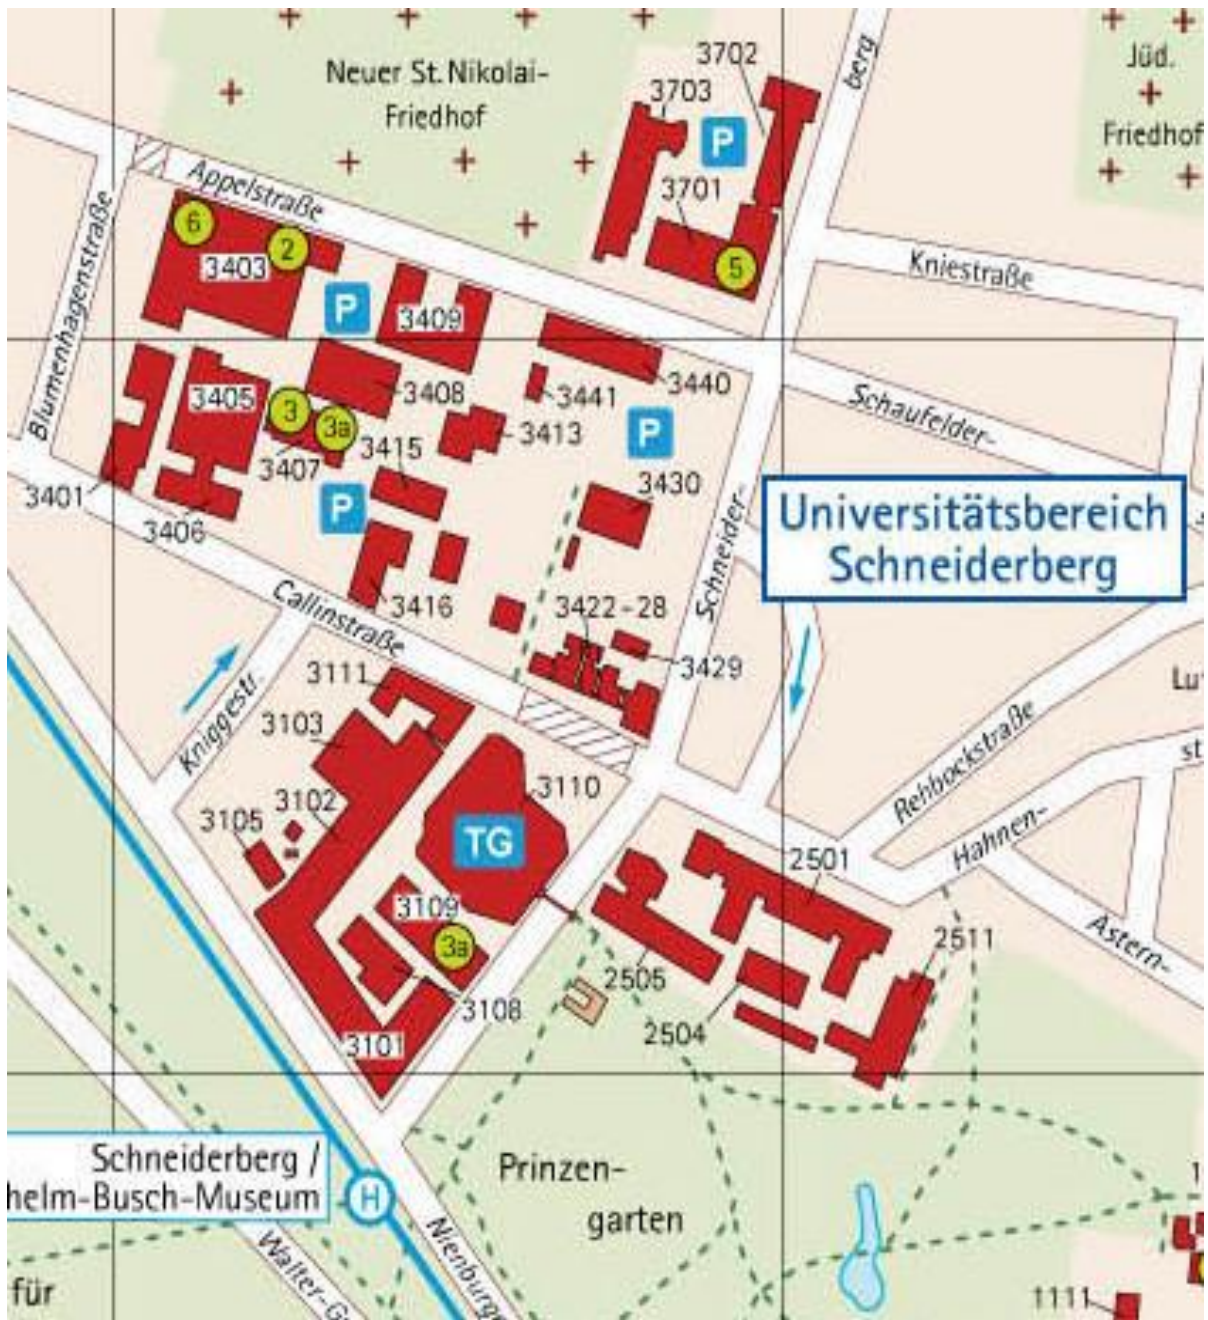 Neuer St. Nikolai-
Friedhof
3702
3703
P
3701
5
berg
Jüd.
Friedhof
Appelstraße
Kniestraße
Blumenhagenstraße
6
2
3403
P
3409
3440
3441
3408
3405
3
3a
3407
3415
3413
P
3430
Schaufelder-
3401
3406
P
3416
Schneider-
Universitätsbereich
Schneiderberg
Callinstraße
3422-28
3429
Kniggestr.
3111
3103
3102
3105
3110
TG
3109
3a
3108
3101
Rehbockstraße
Hahnen-
st
2501
2511
2505
2504
Astern-
Schneiderberg /
helm-Busch-Museum
H
Prinzen-
garten
Nienburge
Walter-G
für
1111